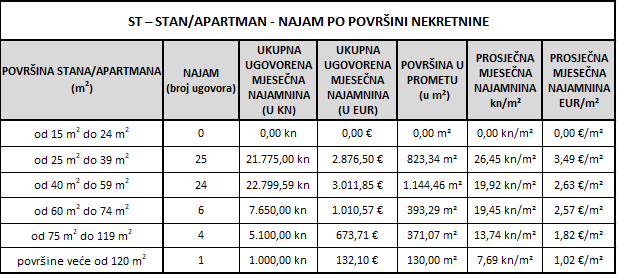 ST – STAN/APARTMAN - NAJAM PO POVRŠINI NEKRETNINE
POVRŠINA STANA/APARTMANA (m²)
NAJAM (broj ugovora)
UKUPNA UGOVORENA MJESEČNA NAJAMNINA (U KN)
UKUPNA UGOVORENA MJESEČNA NAJAMNINA (U EUR)
POVRŠINA U PROMETU (u m²)
PROSJEČNA MJESEČNA NAJAMNINA kn/m²
PROSJEČNA MJESEČNA NAJAMNINA EUR/m²
od 15 m² do 24 m² 0 0,00 kn 0,00 € 0,00 m² 0,00 kn/m² 0,00 €/m²
od 25 m² do 39 m² 25 21.775,00 kn 2.876,50 € 823,34 m² 26,45 kn/m² 3,49 €/m²
od 40 m² do 59 m² 24 22.799,59 kn 3.011,85 € 1.144,46 m² 19,92 kn/m² 2,63 €/m²
od 60 m² do 74 m² 6 7.650,00 kn 1.010,57 € 393,29 m² 19,45 kn/m² 2,57 €/m²
od 75 m² do 119 m² 4 5.100,00 kn 673,71 € 371,07 m² 13,74 kn/m² 1,82 €/m²
površine veće od 120 m² 1 1.000,00 kn 132,10 € 130,00 m² 7,69 kn/m² 1,02 €/m²